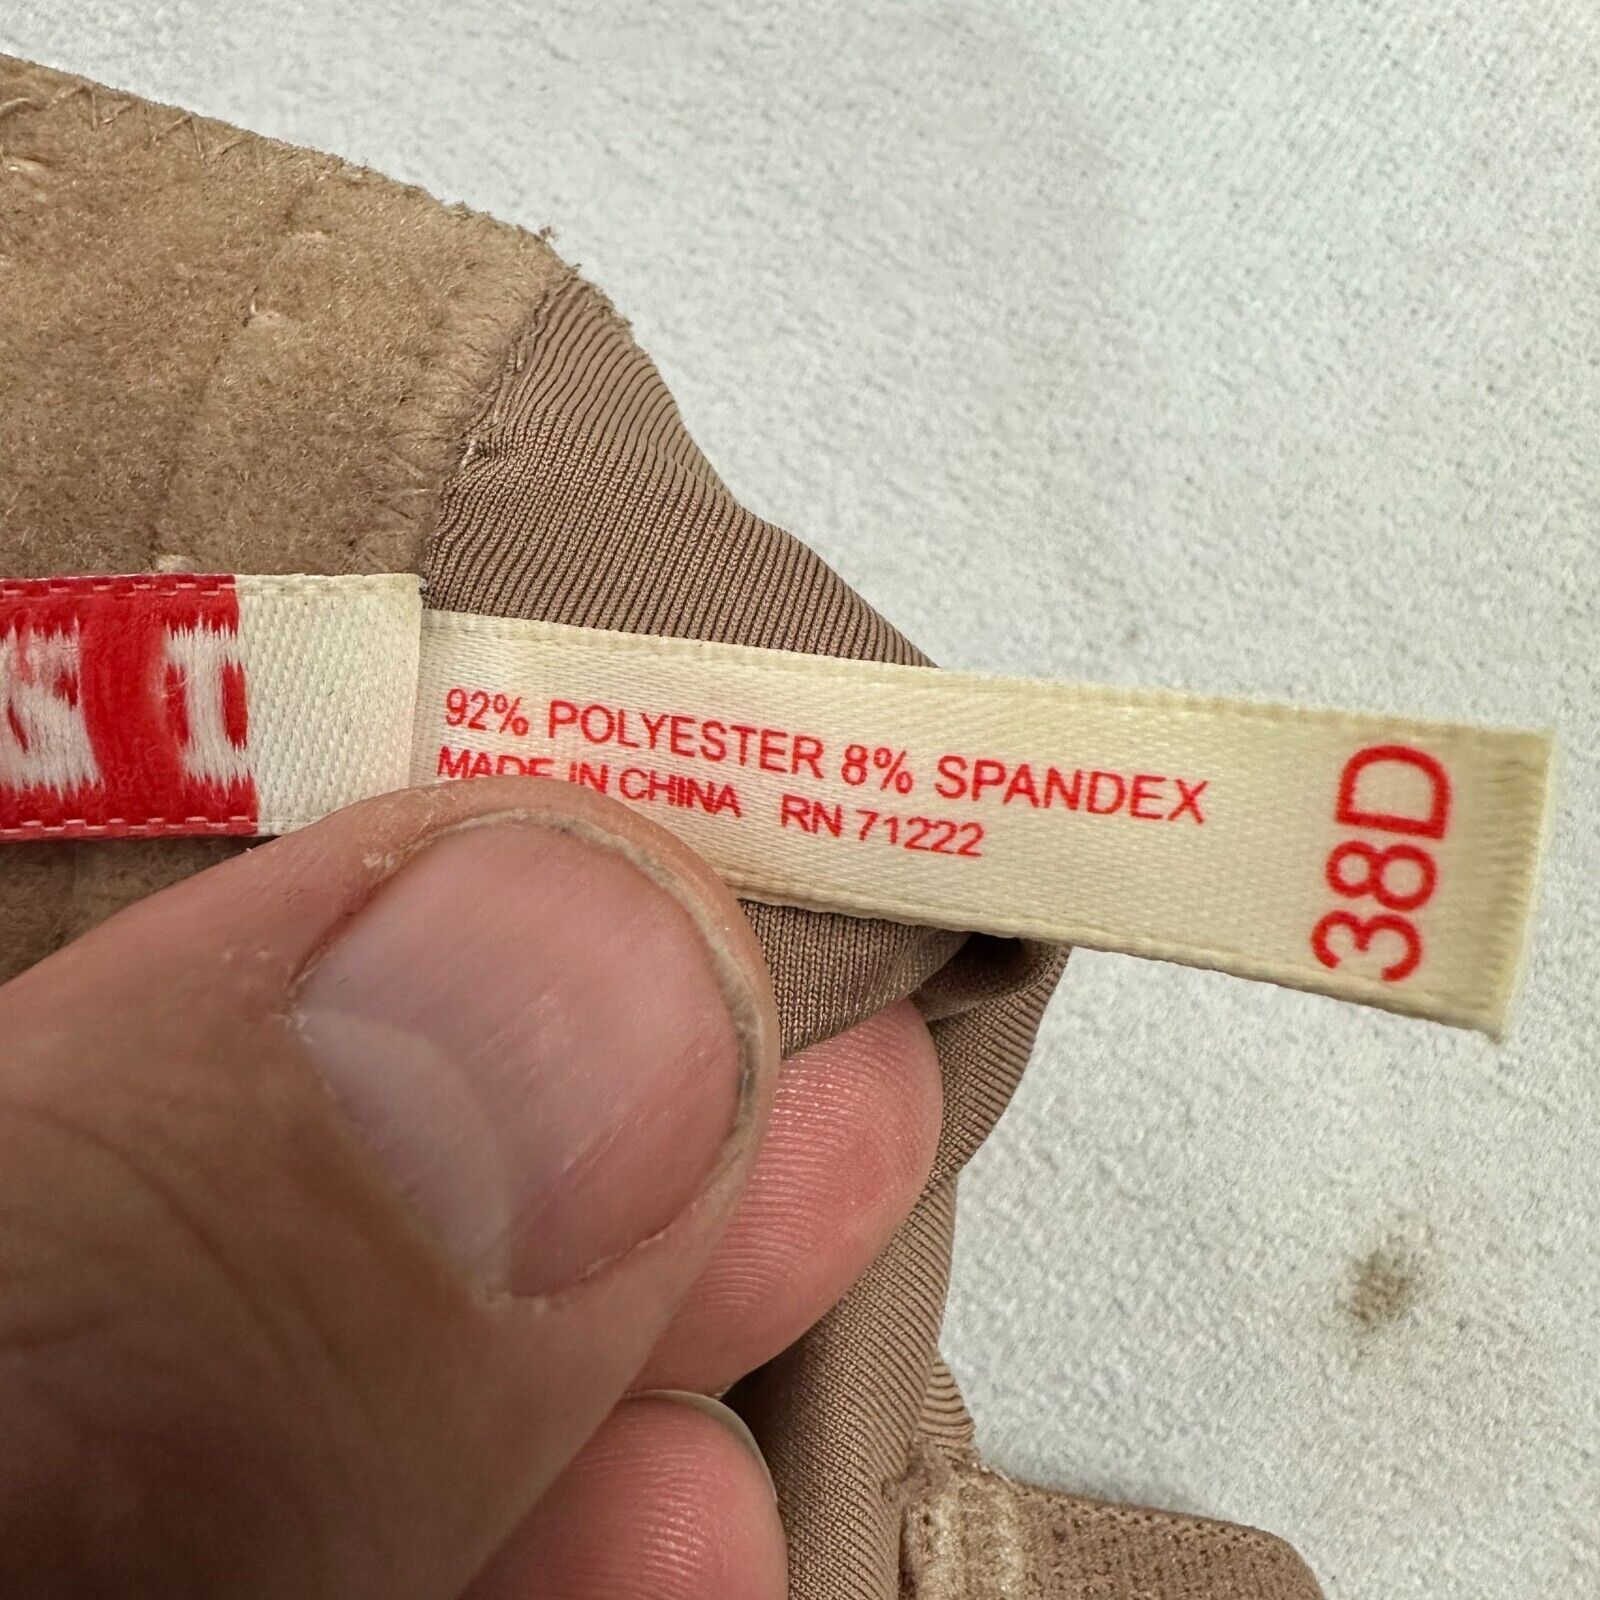 92% POLYESTER 8% SPANDEX
MADE IN CHINA RN 71222
38D